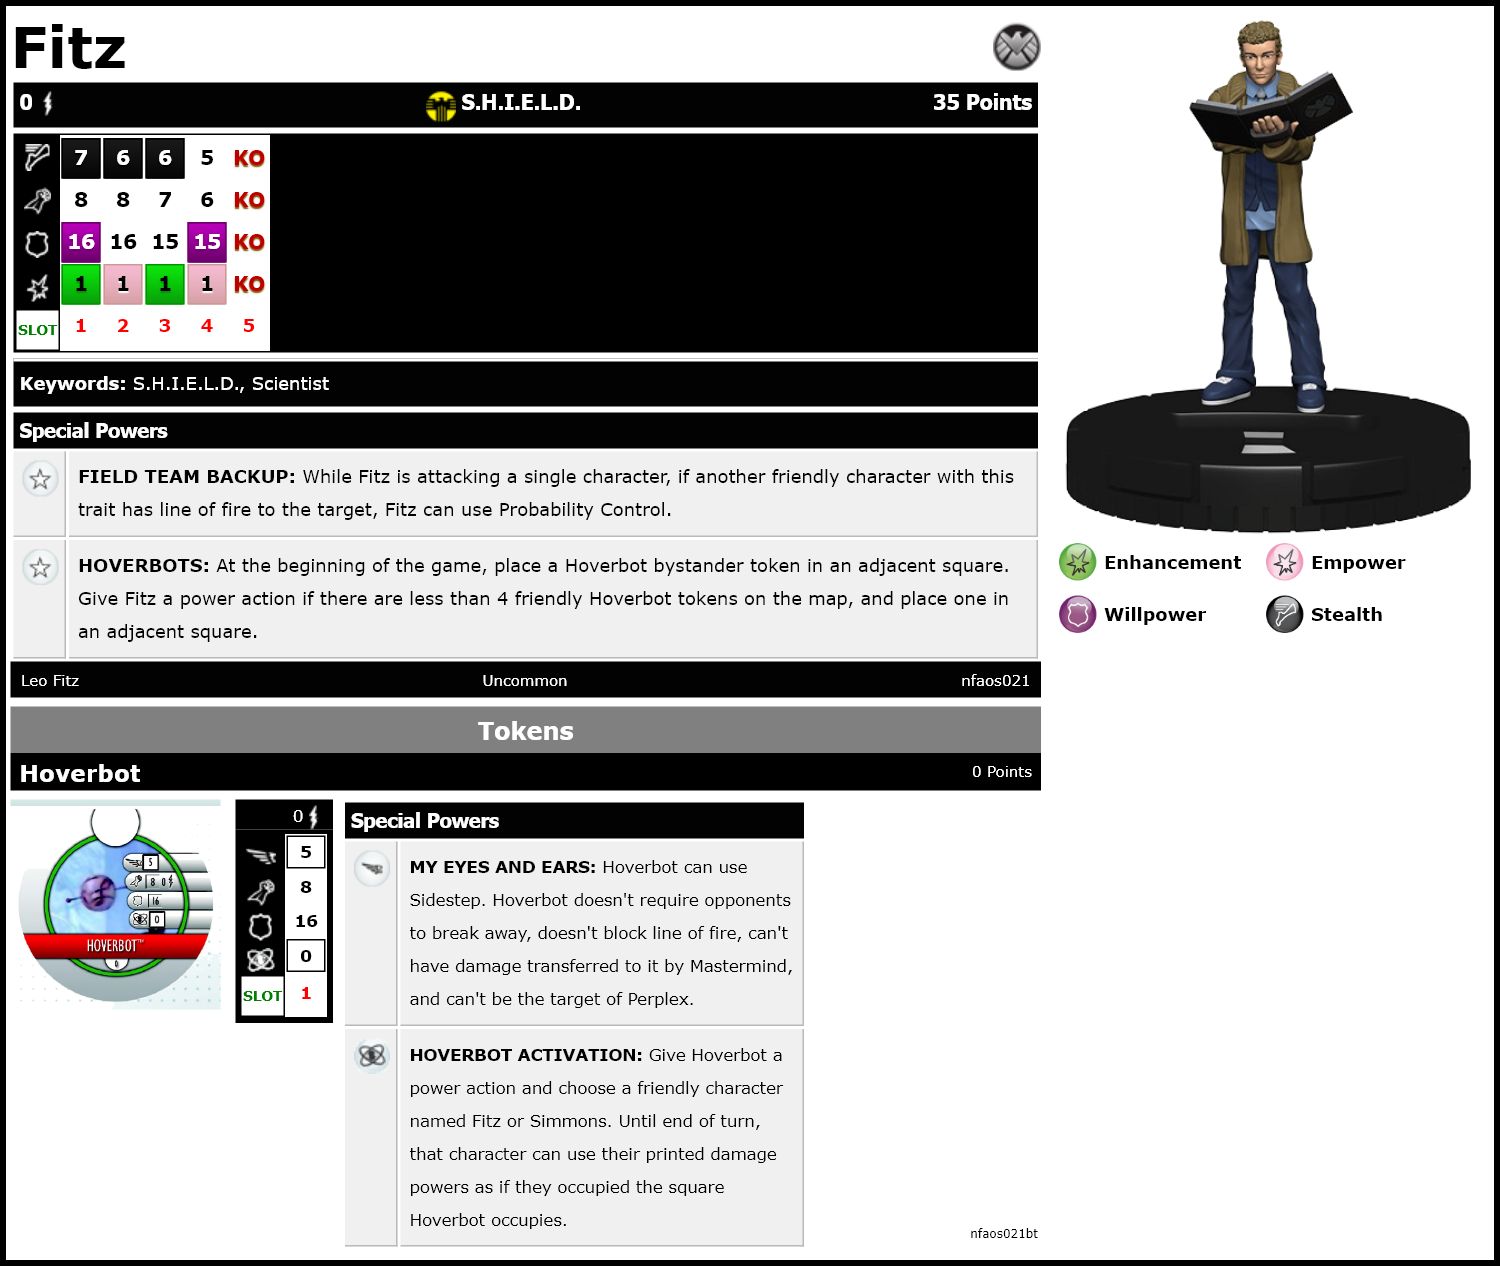 Fitz
0 S.H.I.E.L.D. 35 Points
7 6 6 5 KO
8 8 7 6 KO
16 16 15 15 KO
1 1 1 1 KO
SLOT 1 2 3 4 5
Keywords: S.H.I.E.L.D., Scientist
Special Powers
FIELD TEAM BACKUP: While Fitz is attacking a single character, if another friendly character with this
trait has line of fire to the target, Fitz can use Probability Control.
HOVERBOTS: At the beginning of the game, place a Hoverbot bystander token in an adjacent square.
Give Fitz a power action if there are less than 4 friendly Hoverbot tokens on the map, and place one in
an adjacent square.
Leo Fitz Uncommon nfaos021
Enhancement Empower
Willpower Stealth
Tokens
Hoverbot 0 Points
5
8 0
16
0
HOVERBOT™
0
0
5
8
16
0
SLOT 1
Special Powers
MY EYES AND EARS: Hoverbot can use
Sidestep. Hoverbot doesn't require opponents
to break away, doesn't block line of fire, can't
have damage transferred to it by Mastermind,
and can't be the target of Perplex.
HOVERBOT ACTIVATION: Give Hoverbot a
power action and choose a friendly character
named Fitz or Simmons. Until end of turn,
that character can use their printed damage
powers as if they occupied the square
Hoverbot occupies.
nfaos021bt